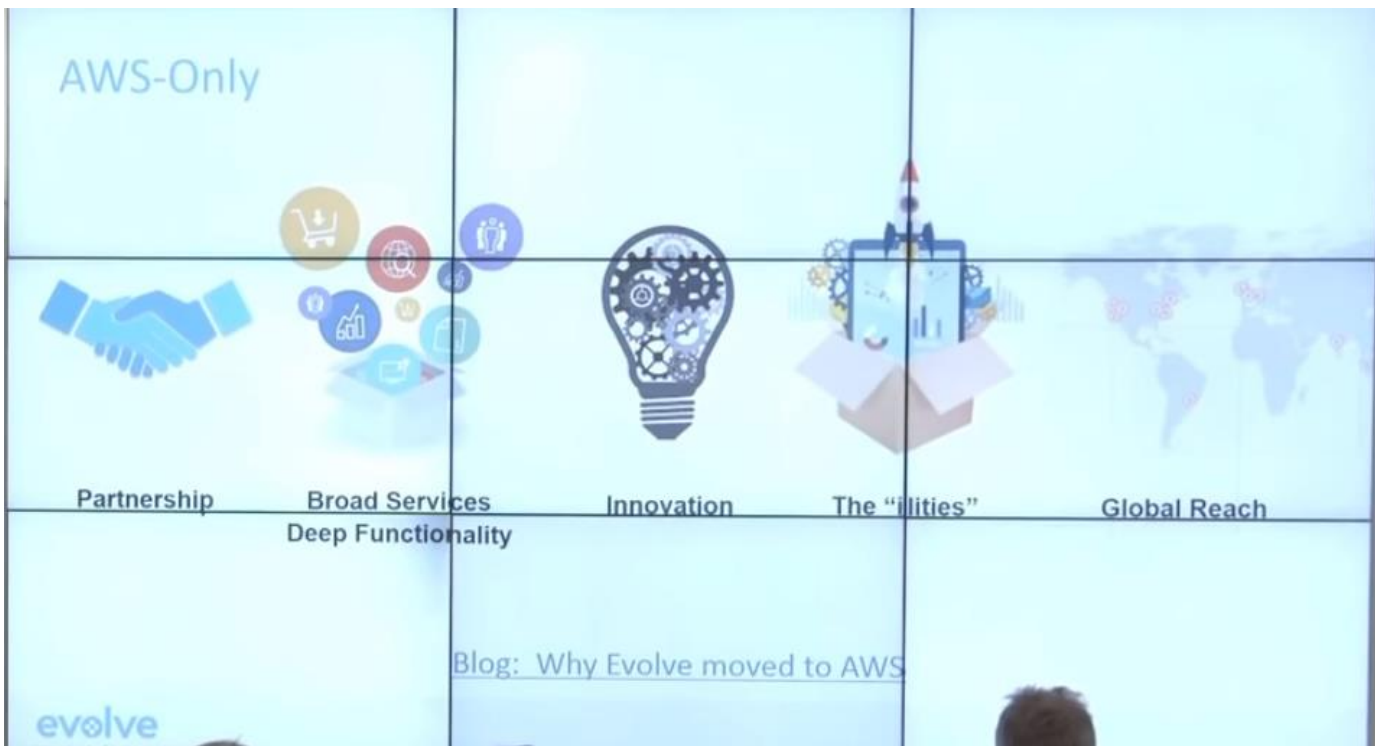 AWS-Only
Partnership
Broad Services
Deep Functionality
Innovation
The “ilities”
Global Reach
Blog:  Why Evolve moved to AWS
evolve